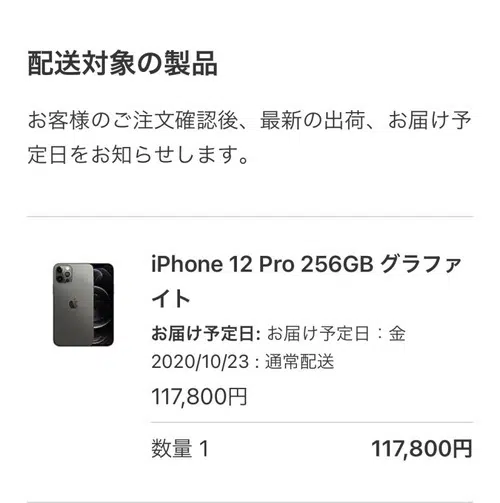 配送対象の製品
お客様のご注文確認後、最新の出荷、お届け予
定日をお知らせします。
iPhone 12 Pro 256GB グラファ
イト
お届け予定日: お届け予定日：金
2020/10/23 : 通常配送
117,800円
数量 1 117,800円